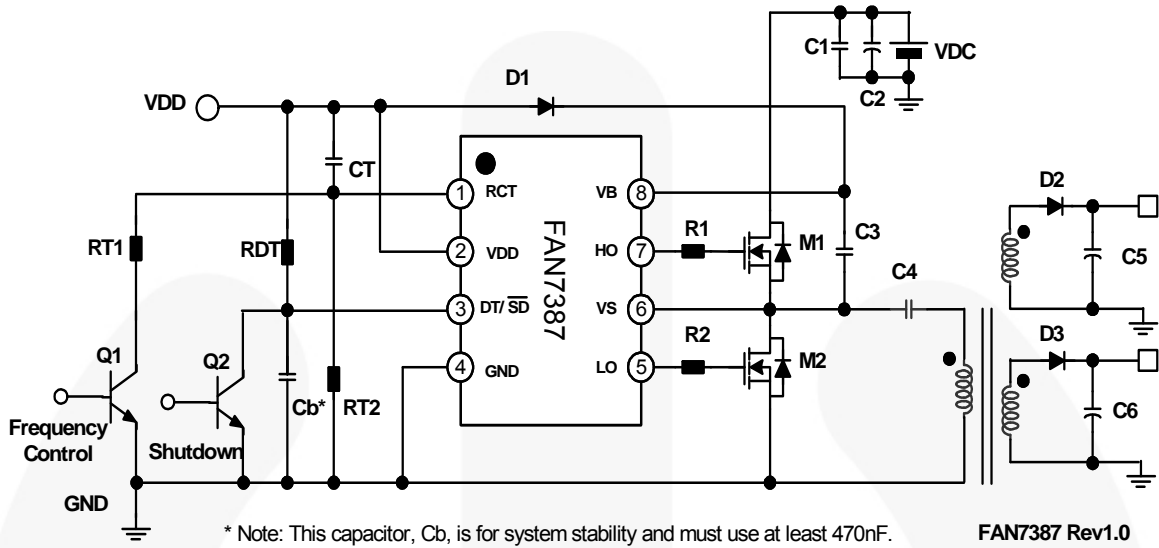 C1
VDC
C2
D1
VDD
CT
1
RCT
VB
8
D2
RT1
RDT
2
VDD
FAN7387
HO
7
R1
M1
C3
C5
C4
3
DT/ S̅D̅
VS
6
R2
D3
Q1
Q2
4
GND
LO
5
M2
Cb*
RT2
C6
Frequency
Control
Shutdown
GND
* Note: This capacitor, Cb, is for system stability and must use at least 470nF.
FAN7387 Rev1.0